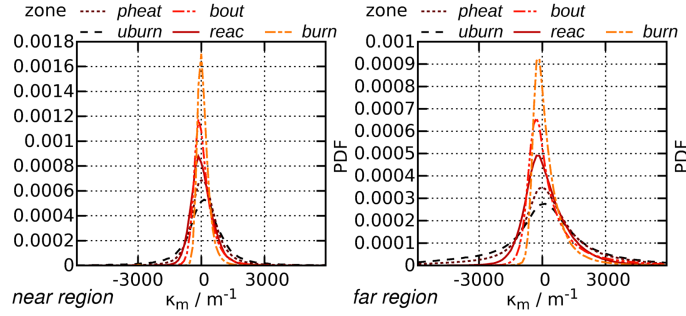 zone pheat bout
uburn reac burn
0.0018
0.0016
0.0014
0.0012
0.001
0.0008
0.0006
0.0004
0.0002
0
-3000 0 3000
near region κm / m-1
PDF
zone pheat bout
uburn reac burn
0.001
0.0009
0.0008
0.0007
0.0006
0.0005
0.0004
0.0003
0.0002
0.0001
0
-3000 0 3000
far region κm / m-1
PDF